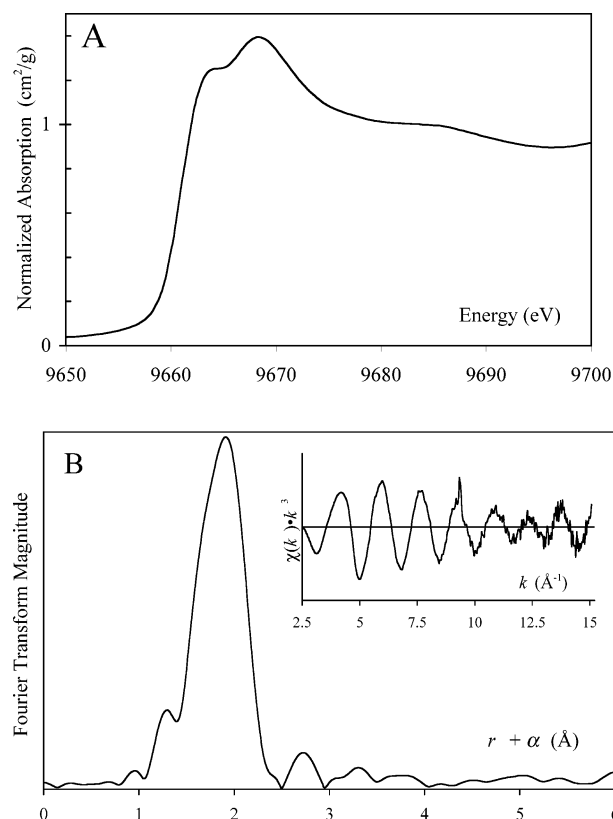 A
Normalized Absorption (cm²/g)
1
0
Energy (eV)
9650 9660 9670 9680 9690 9700
B
Fourier Transform Magnitude
χ(k)•k³
k (Å⁻¹)
2.5 5 7.5 10 12.5 15
r + α (Å)
0 1 2 3 4 5